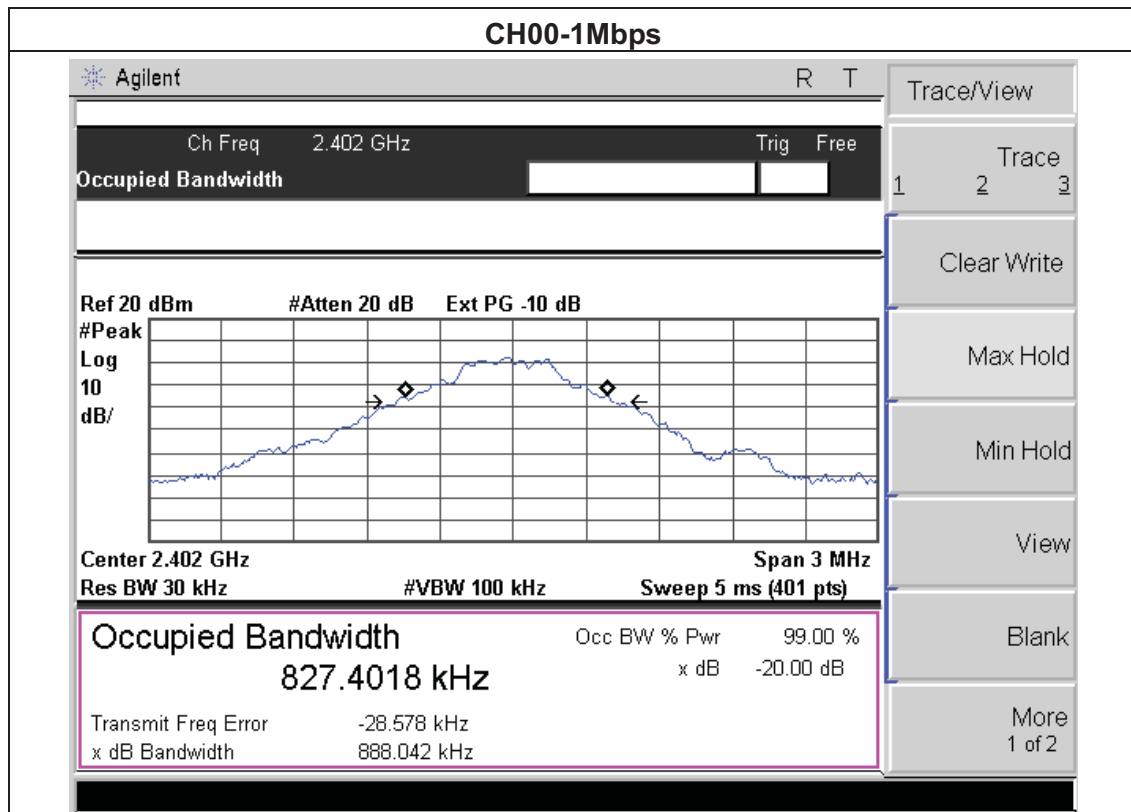 CH00-1Mbps
Agilent R T
Ch Freq 2.402 GHz Trig Free
Occupied Bandwidth
Ref 20 dBm #Atten 20 dB Ext PG -10 dB
#Peak
Log
10
dB/
Center 2.402 GHz Span 3 MHz
Res BW 30 kHz #VBW 100 kHz Sweep 5 ms (401 pts)
Occupied Bandwidth Occ BW % Pwr 99.00 %
827.4018 kHz x dB -20.00 dB
Transmit Freq Error -28.578 kHz
x dB Bandwidth 888.042 kHz
Trace/View
Trace
1 2 3
Clear Write
Max Hold
Min Hold
View
Blank
More
1 of 2